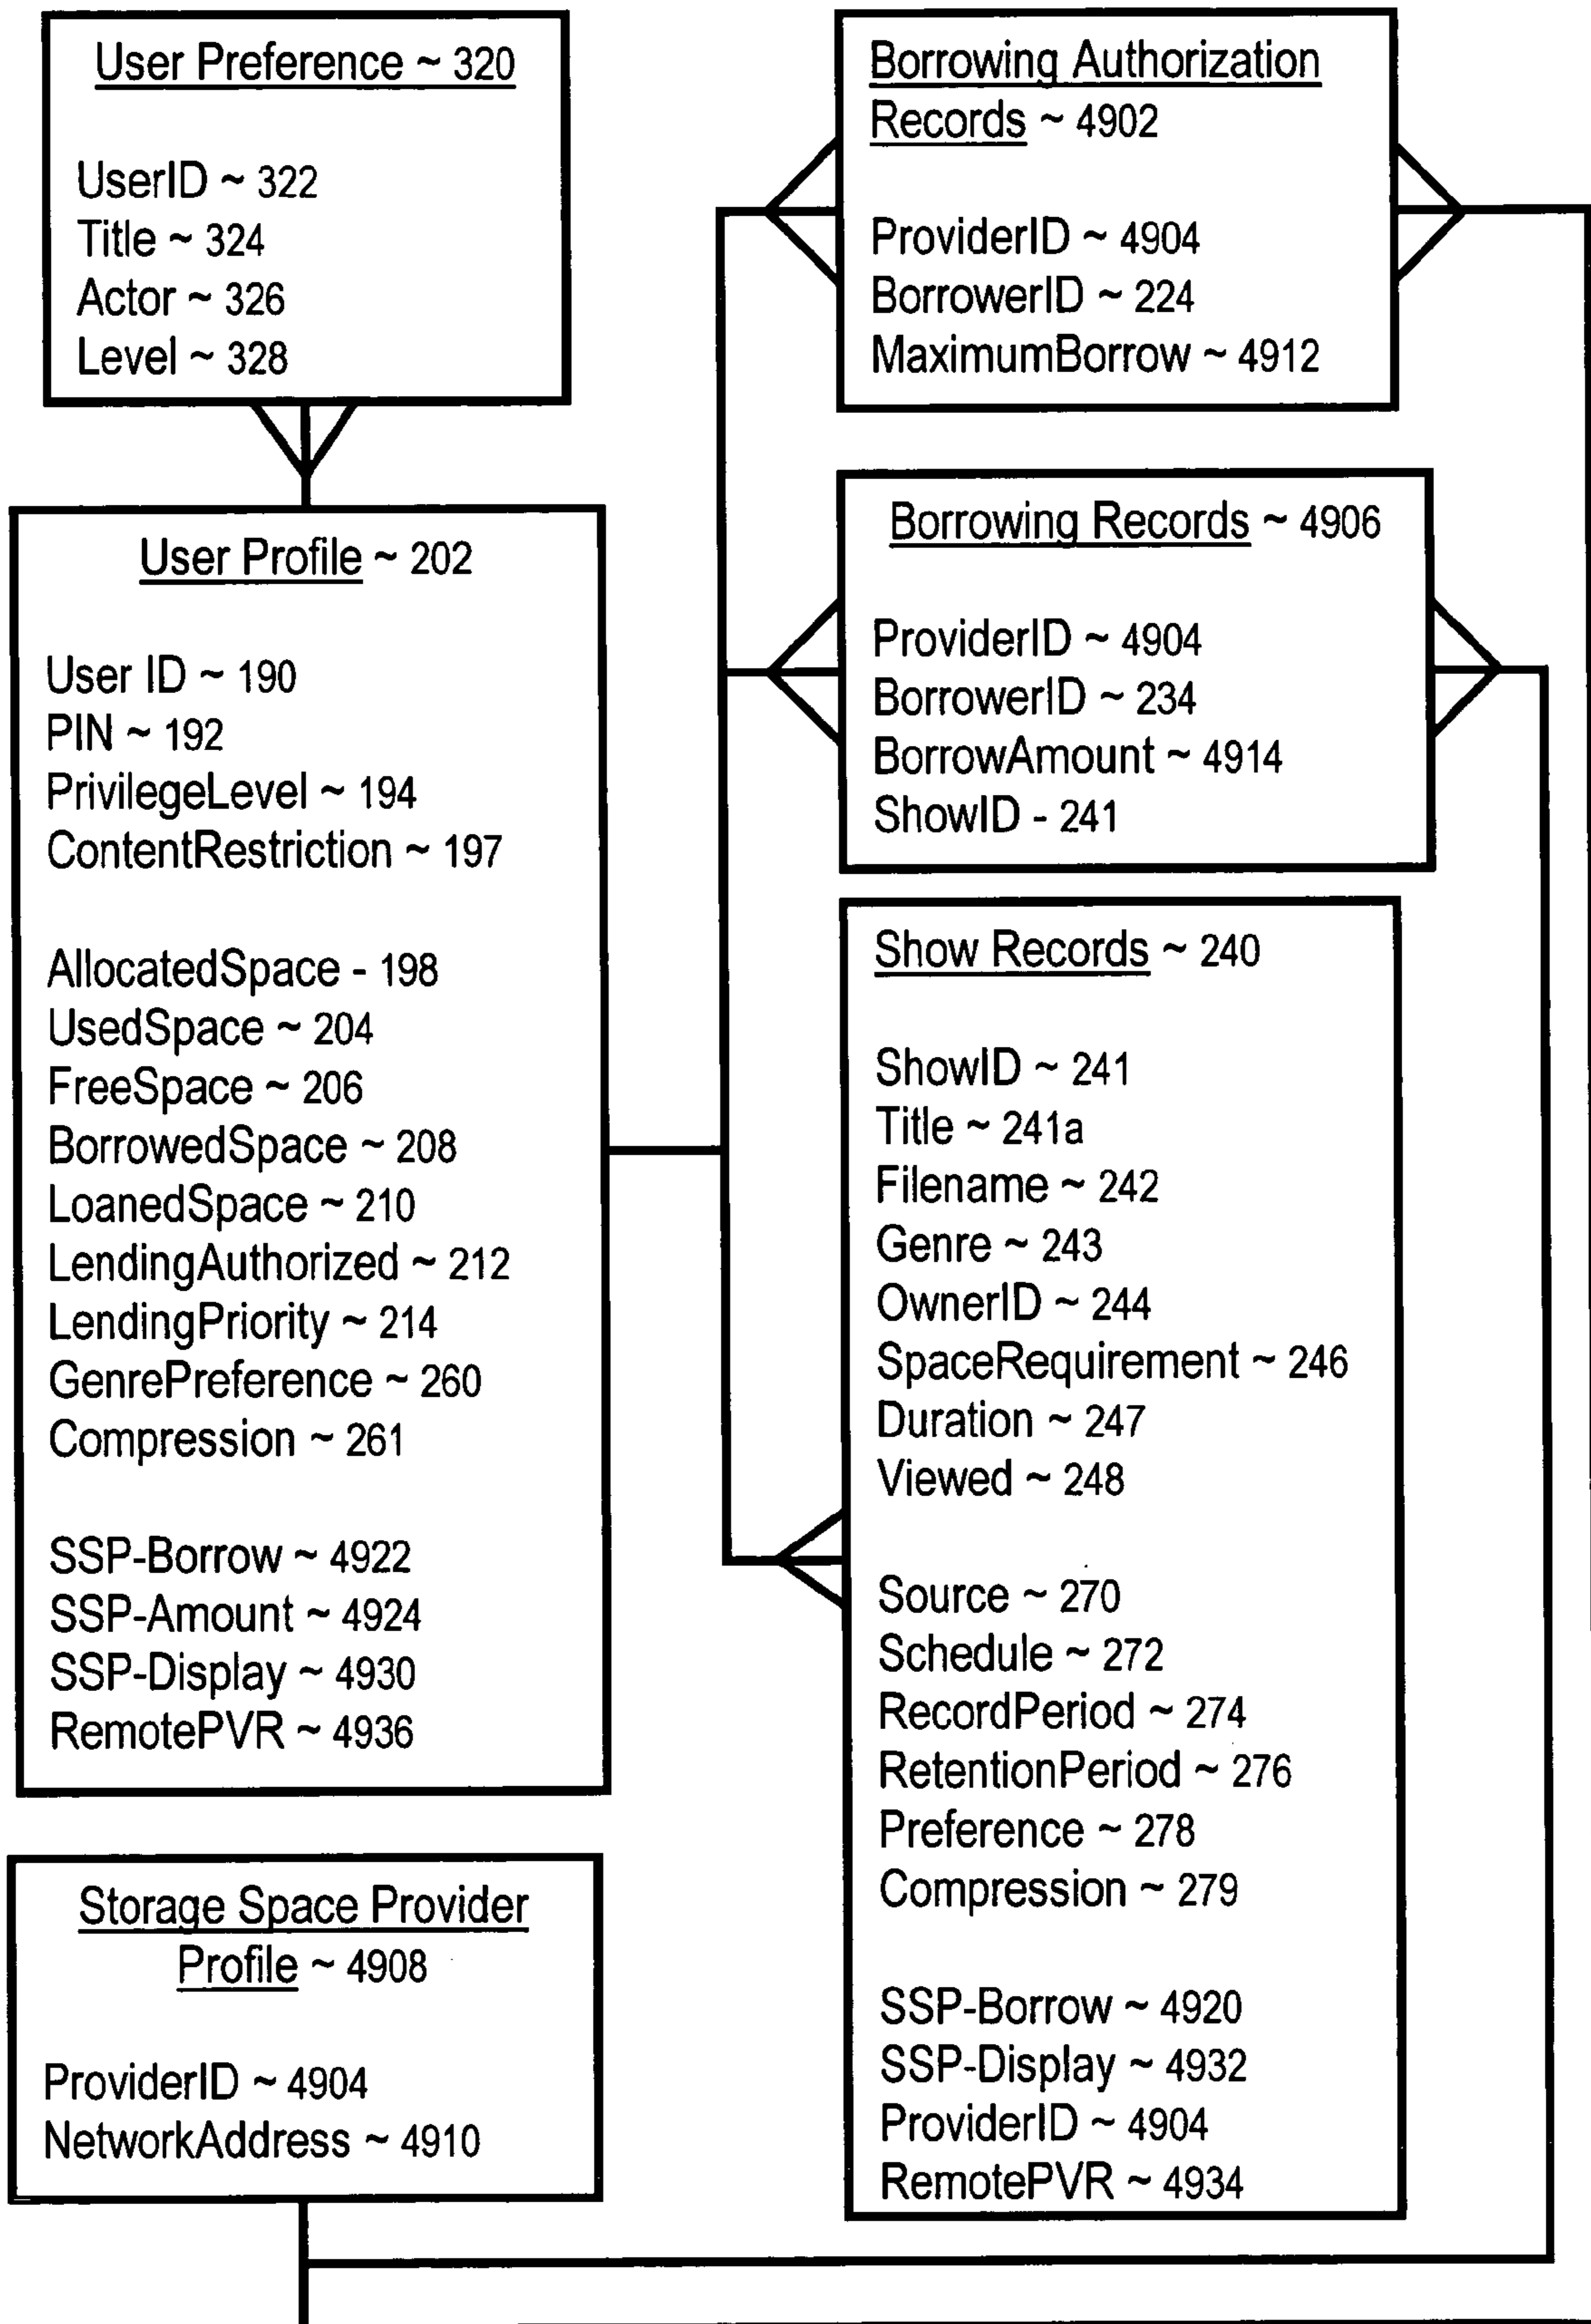 User Preference ~ 320
UserID ~ 322
Title ~ 324
Actor ~ 326
Level ~ 328
User Profile ~ 202
User ID ~ 190
PIN ~ 192
PrivilegeLevel ~ 194
ContentRestriction ~ 197
AllocatedSpace - 198
UsedSpace ~ 204
FreeSpace ~ 206
BorrowedSpace ~ 208
LoanedSpace ~ 210
LendingAuthorized ~ 212
LendingPriority ~ 214
GenrePreference ~ 260
Compression ~ 261
SSP-Borrow ~ 4922
SSP-Amount ~ 4924
SSP-Display ~ 4930
RemotePVR ~ 4936
Storage Space Provider
Profile ~ 4908
ProviderID ~ 4904
NetworkAddress ~ 4910
Borrowing Authorization
Records ~ 4902
ProviderID ~ 4904
BorrowerID ~ 224
MaximumBorrow ~ 4912
Borrowing Records ~ 4906
ProviderID ~ 4904
BorrowerID ~ 234
BorrowAmount ~ 4914
ShowID - 241
Show Records ~ 240
ShowID ~ 241
Title ~ 241a
Filename ~ 242
Genre ~ 243
OwnerID ~ 244
SpaceRequirement ~ 246
Duration ~ 247
Viewed ~ 248
Source ~ 270
Schedule ~ 272
RecordPeriod ~ 274
RetentionPeriod ~ 276
Preference ~ 278
Compression ~ 279
SSP-Borrow ~ 4920
SSP-Display ~ 4932
ProviderID ~ 4904
RemotePVR ~ 4934